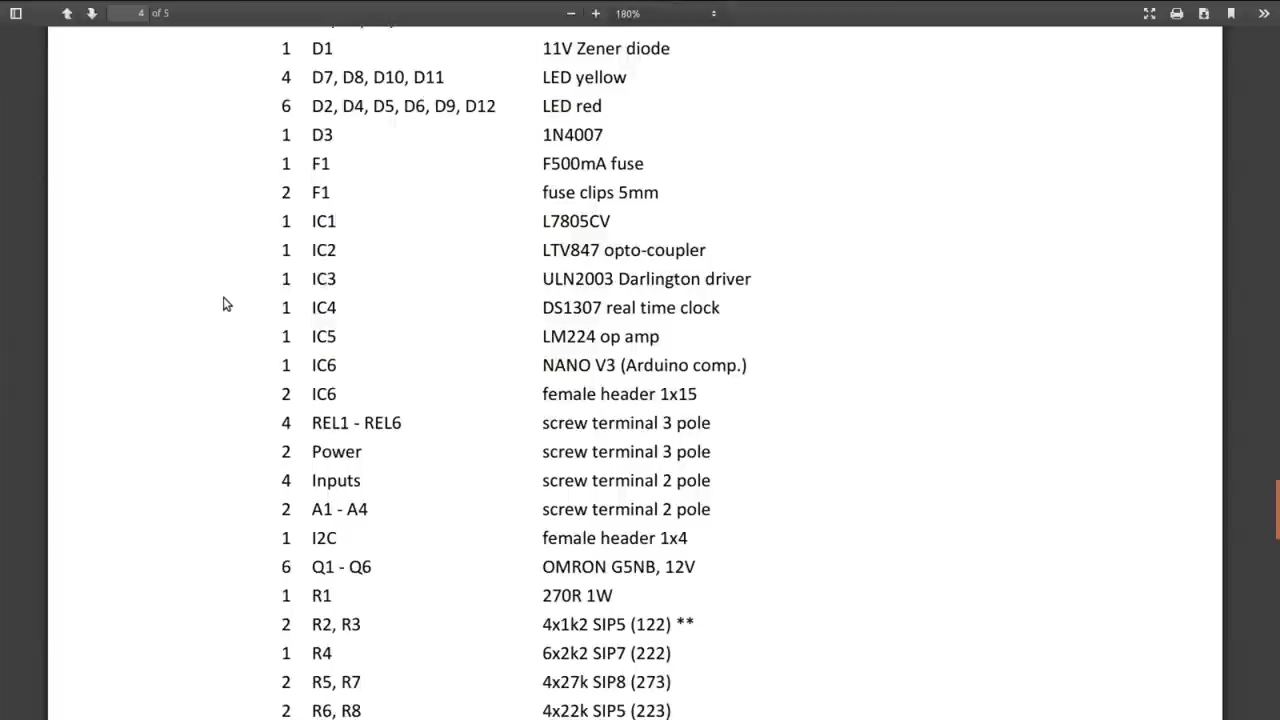 4 of 5
180%
1 D1 11V Zener diode
4 D7, D8, D10, D11 LED yellow
6 D2, D4, D5, D6, D9, D12 LED red
1 D3 1N4007
1 F1 F500mA fuse
2 F1 fuse clips 5mm
1 IC1 L7805CV
1 IC2 LTV847 opto-coupler
1 IC3 ULN2003 Darlington driver
1 IC4 DS1307 real time clock
1 IC5 LM224 op amp
1 IC6 NANO V3 (Arduino comp.)
2 IC6 female header 1x15
4 REL1 - REL6 screw terminal 3 pole
2 Power screw terminal 3 pole
4 Inputs screw terminal 2 pole
2 A1 - A4 screw terminal 2 pole
1 I2C female header 1x4
6 Q1 - Q6 OMRON G5NB, 12V
1 R1 270R 1W
2 R2, R3 4x1k2 SIP5 (122) **
1 R4 6x2k2 SIP7 (222)
2 R5, R7 4x27k SIP8 (273)
2 R6, R8 4x22k SIP5 (223)